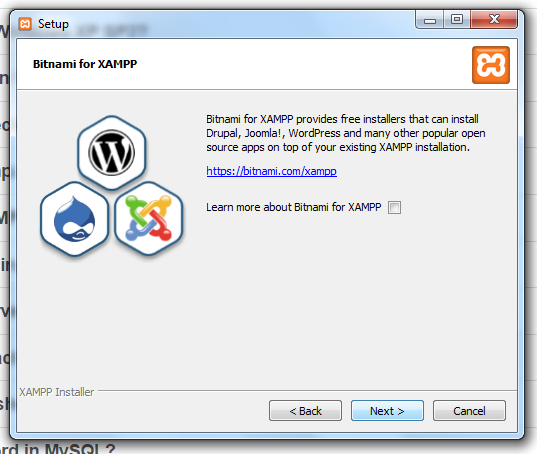 Setup
Bitnami for XAMPP
Bitnami for XAMPP provides free installers that can install
Drupal, Joomla!, WordPress and many other popular open
source apps on top of your existing XAMPP installation.
https://bitnami.com/xampp
Learn more about Bitnami for XAMPP
XAMPP Installer
< Back
Next >
Cancel
in MySQL?